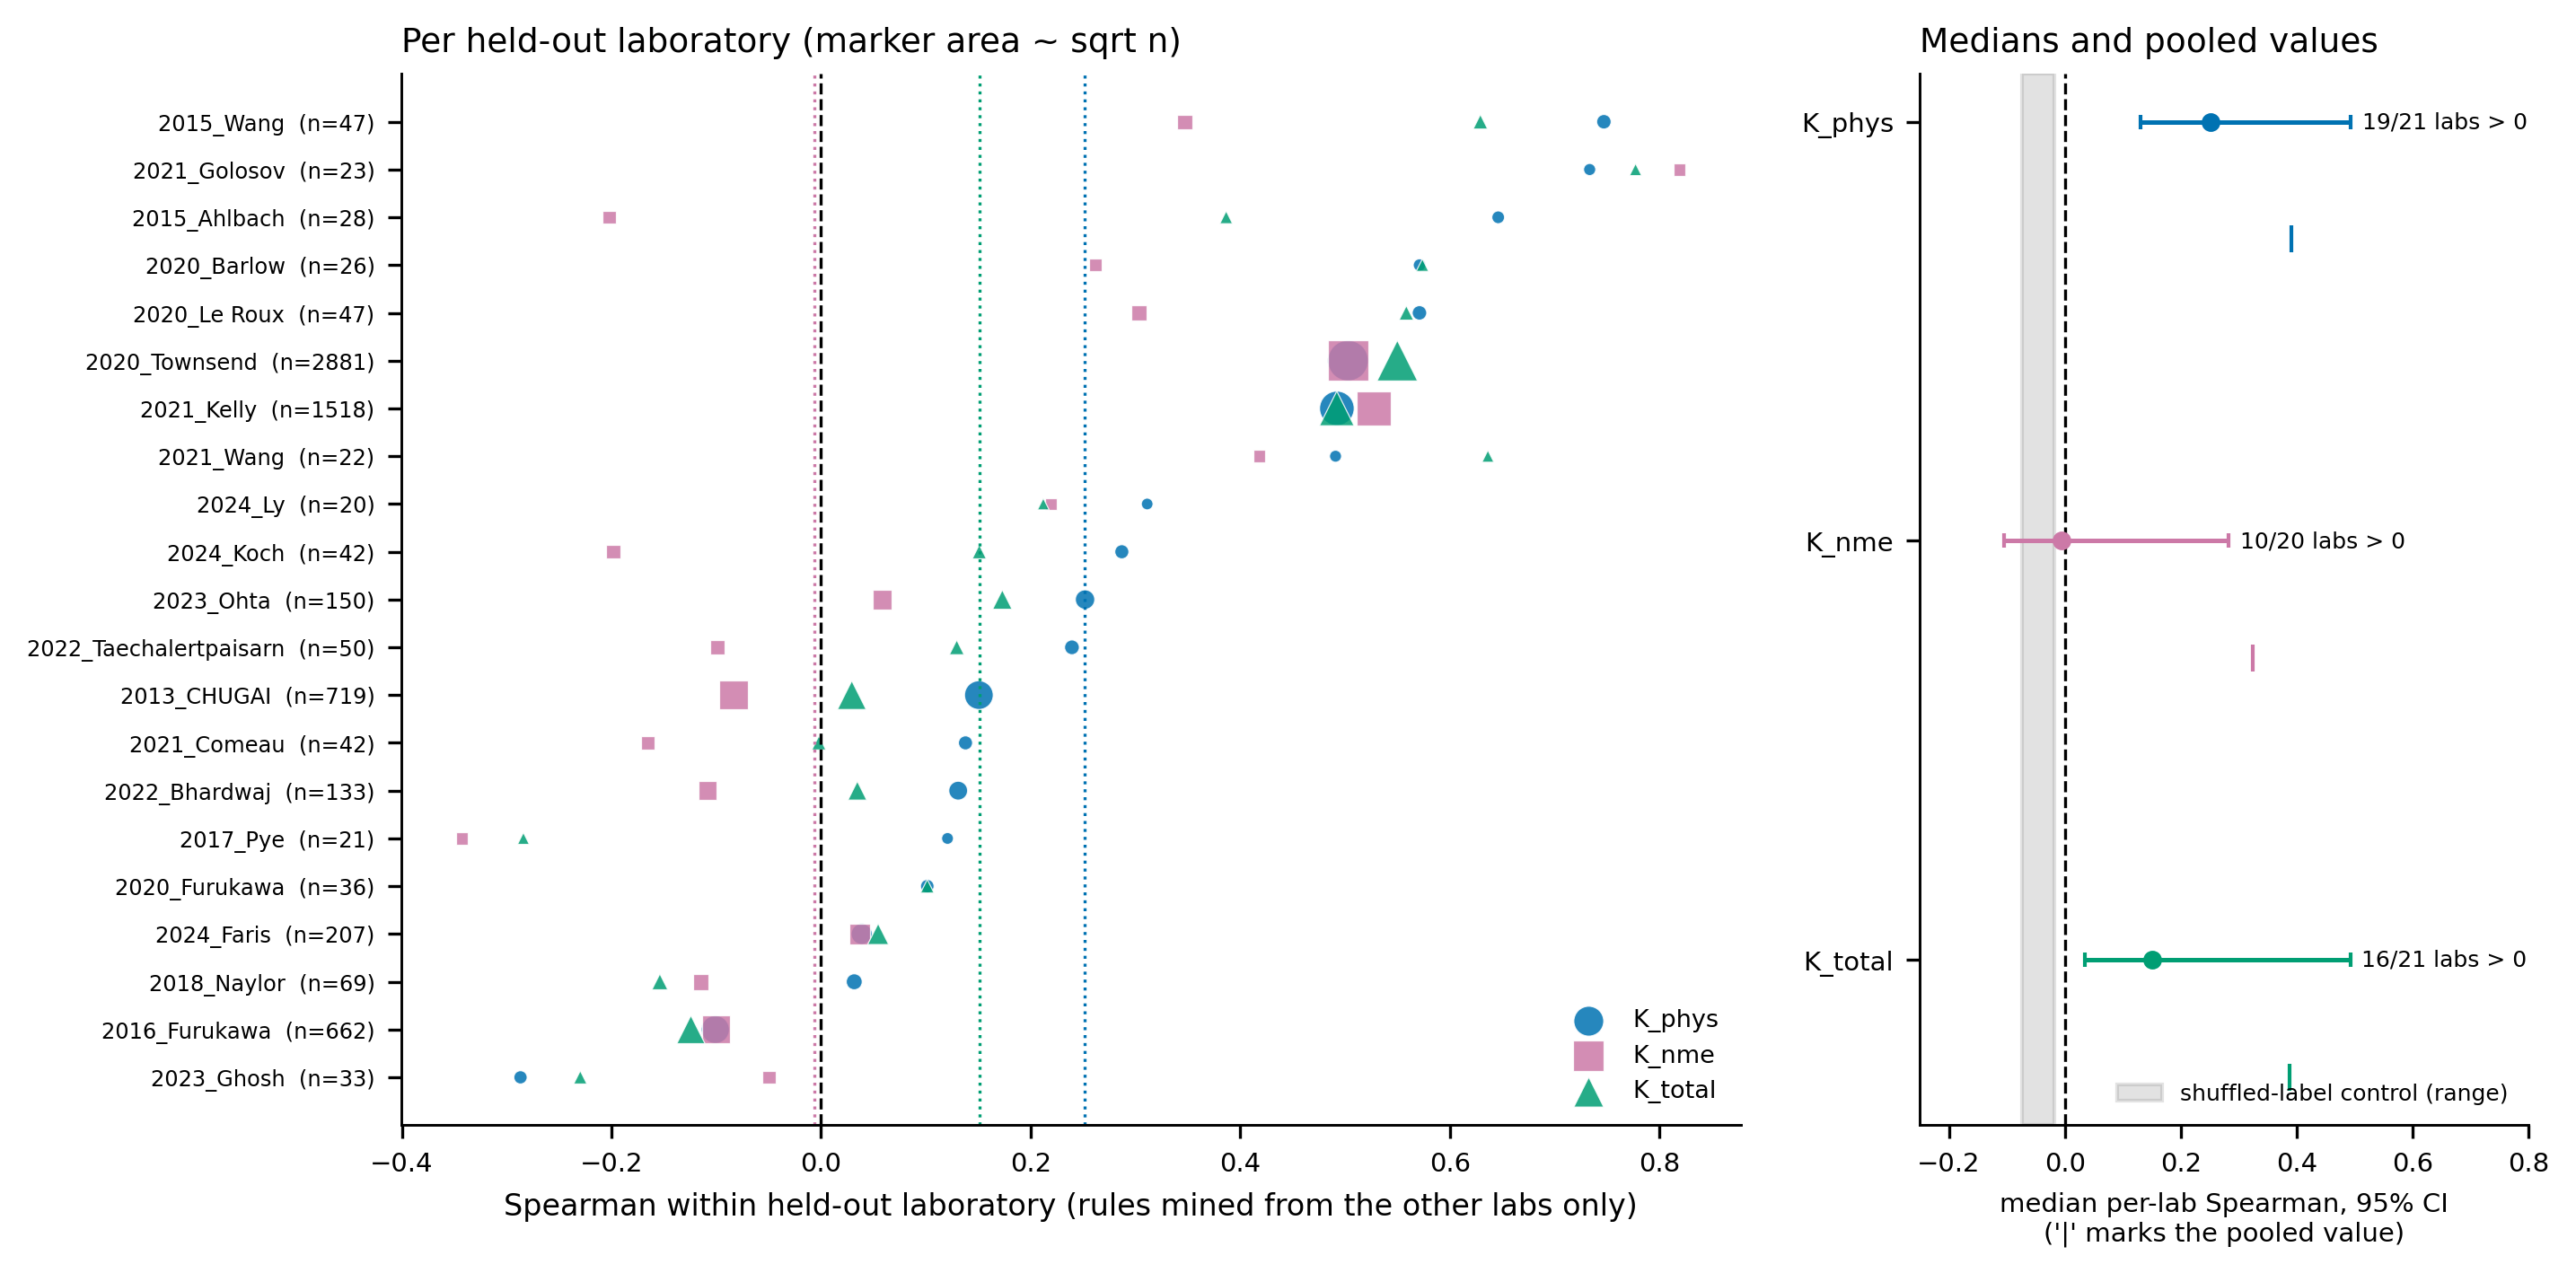 Per held-out laboratory (marker area ~ sqrt n)
2015_Wang (n=47)
2021_Golosov (n=23)
2015_Ahlbach (n=28)
2020_Barlow (n=26)
2020_Le Roux (n=47)
2020_Townsend (n=2881)
2021_Kelly (n=1518)
2021_Wang (n=22)
2024_Ly (n=20)
2024_Koch (n=42)
2023_Ohta (n=150)
2022_Taechalertpaisarn (n=50)
2013_CHUGAI (n=719)
2021_Comeau (n=42)
2022_Bhardwaj (n=133)
2017_Pye (n=21)
2020_Furukawa (n=36)
2024_Faris (n=207)
2018_Naylor (n=69)
2016_Furukawa (n=662)
2023_Ghosh (n=33)
K_phys
K_nme
K_total
−0.4 −0.2 0.0 0.2 0.4 0.6 0.8
Spearman within held-out laboratory (rules mined from the other labs only)
Medians and pooled values
K_phys
19/21 labs > 0
K_nme
10/20 labs > 0
K_total
16/21 labs > 0
shuffled-label control (range)
−0.2 0.0 0.2 0.4 0.6 0.8
median per-lab Spearman, 95% CI
('|' marks the pooled value)